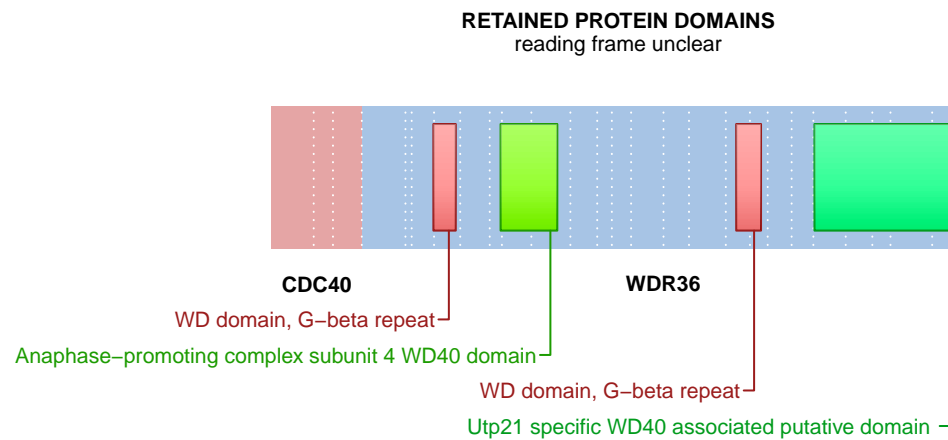 RETAINED PROTEIN DOMAINS
reading frame unclear
CDC40
WDR36
WD domain, G−beta repeat
Anaphase−promoting complex subunit 4 WD40 domain
WD domain, G−beta repeat
Utp21 specific WD40 associated putative domain